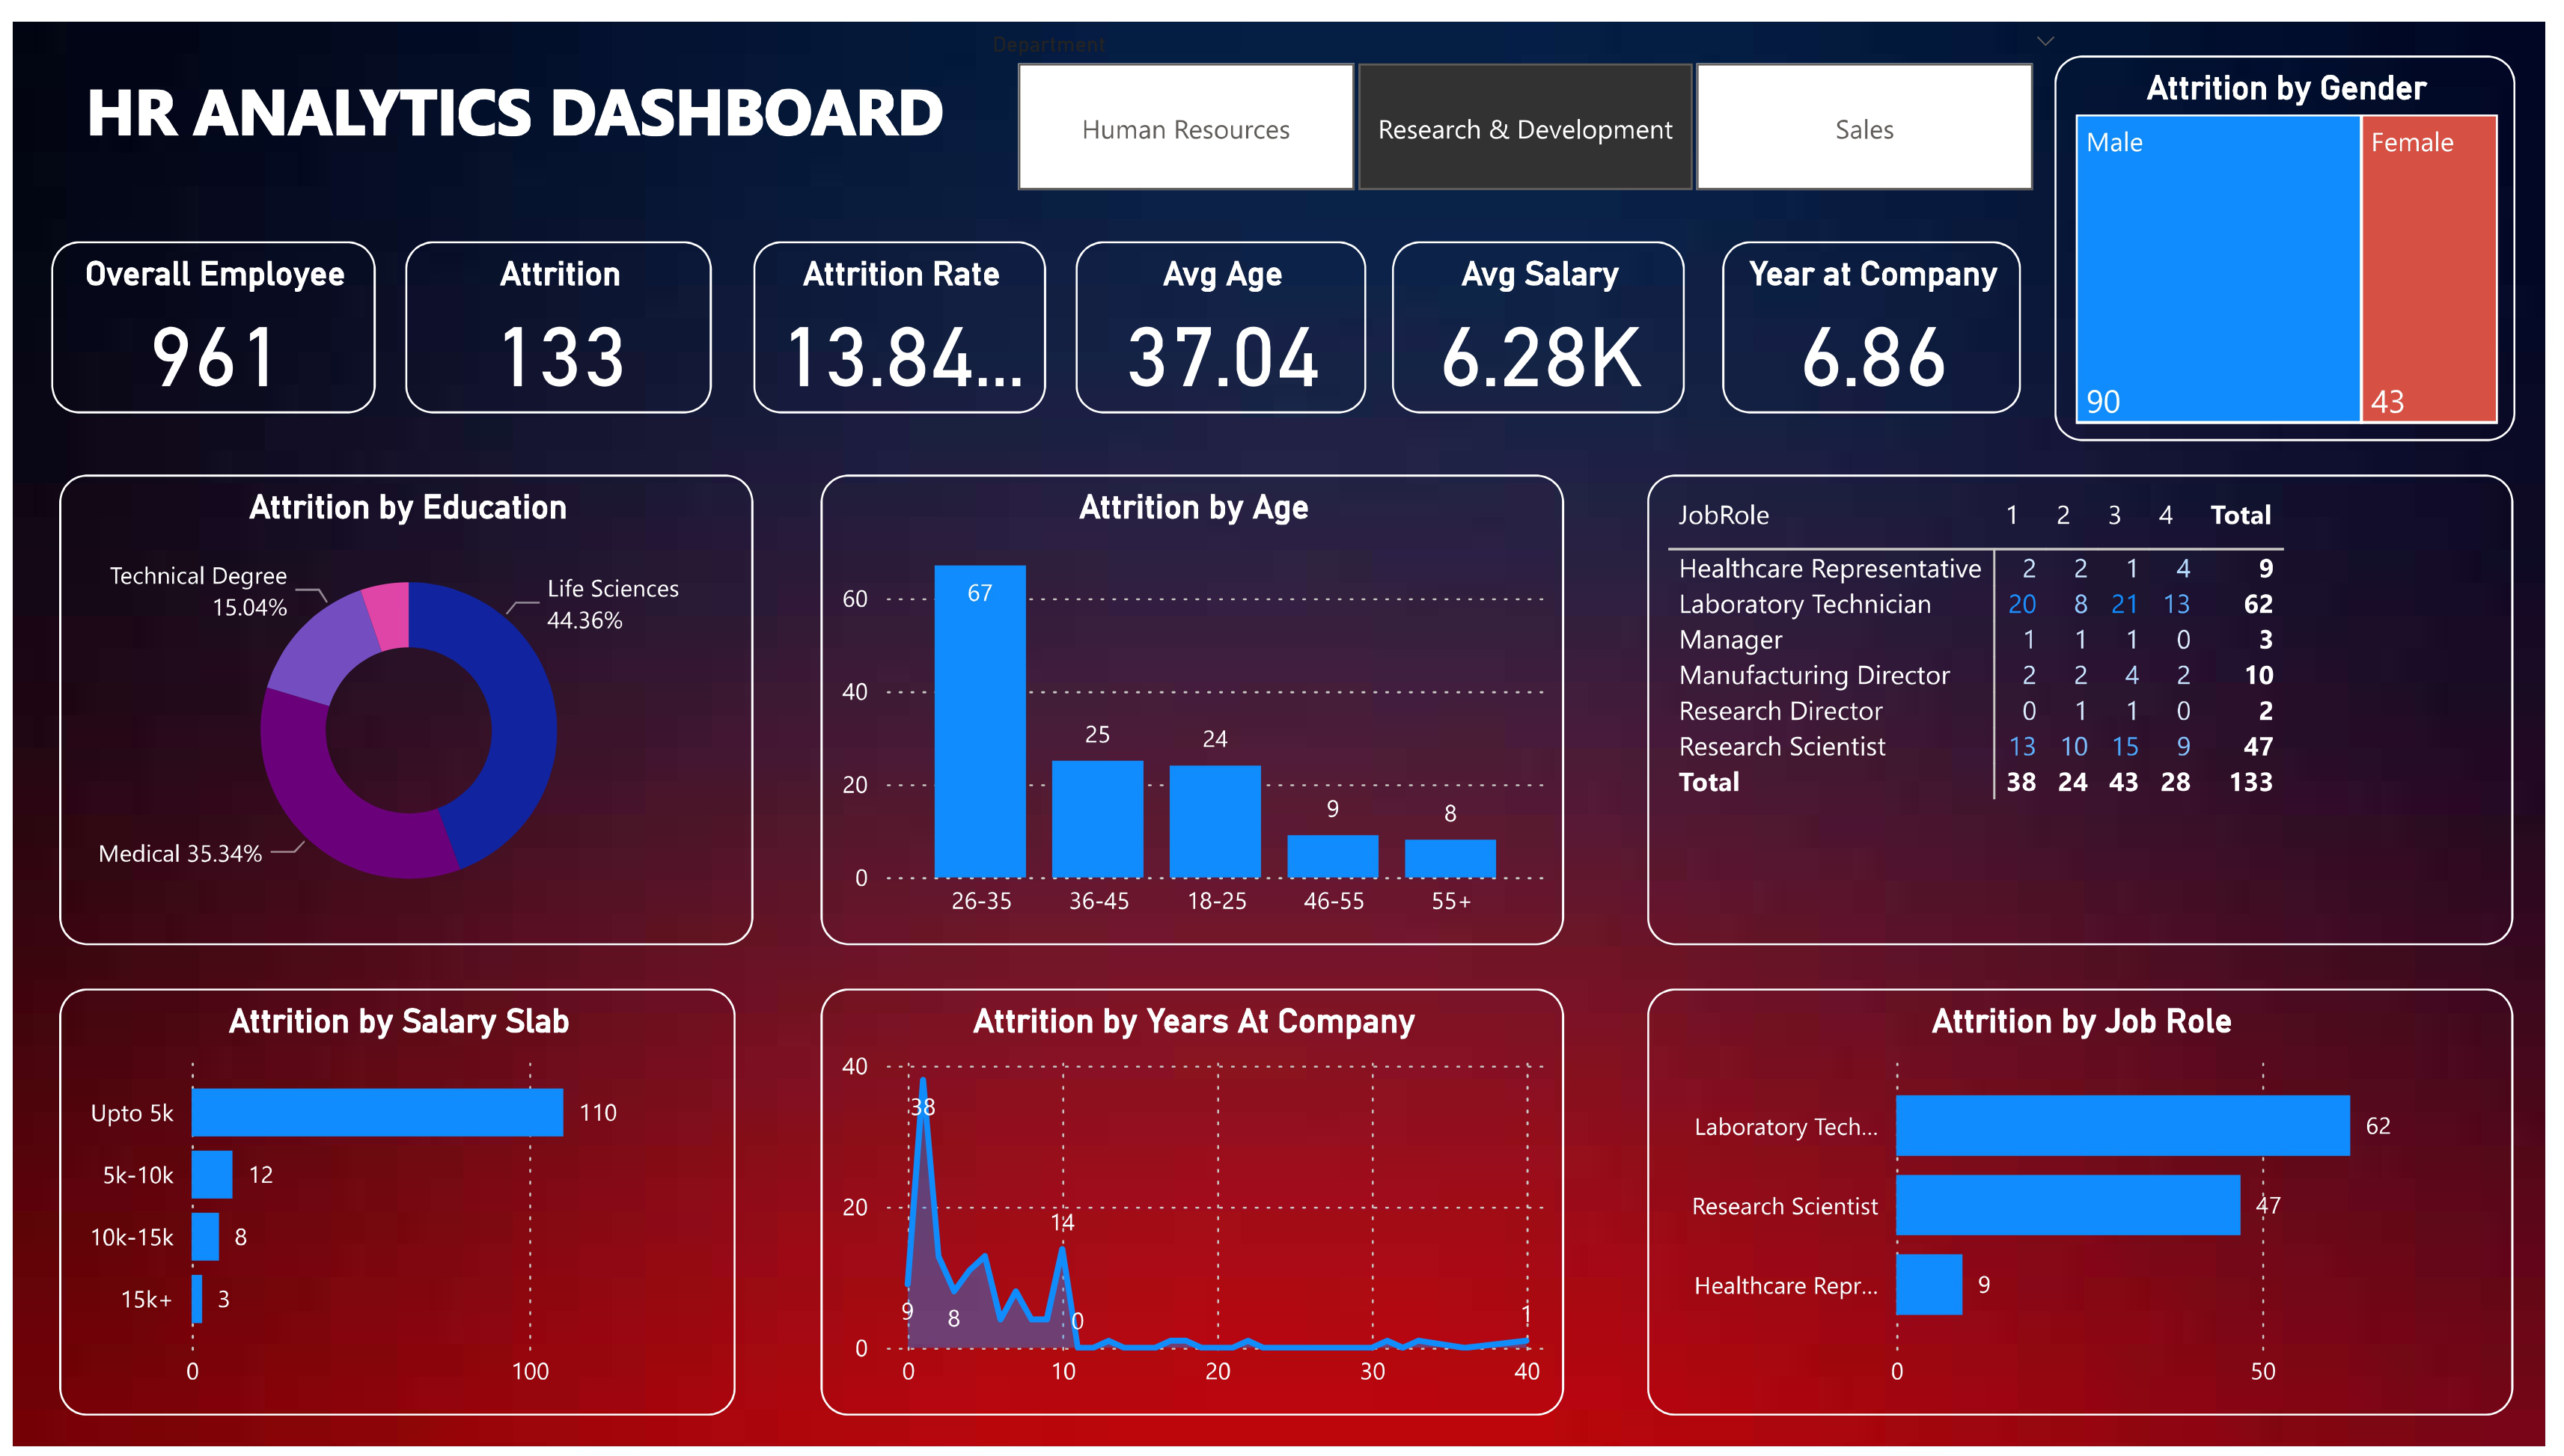 Department
HR ANALYTICS DASHBOARD
Human Resources
Research & Development
Sales
Attrition by Gender
Male
Female
90
43
Overall Employee
961
Attrition
133
Attrition Rate
13.84...
Avg Age
37.04
Avg Salary
6.28K
Year at Company
6.86
Attrition by Education
Technical Degree
15.04%
Life Sciences
44.36%
Medical 35.34%
Attrition by Age
60
40
20
0
67
25
24
9
8
26-35 36-45 18-25 46-55 55+
JobRole 1 2 3 4 Total
Healthcare Representative 2 2 1 4 9
Laboratory Technician 20 8 21 13 62
Manager 1 1 1 0 3
Manufacturing Director 2 2 4 2 10
Research Director 0 1 1 0 2
Research Scientist 13 10 15 9 47
Total 38 24 43 28 133
Attrition by Salary Slab
Upto 5k 110
5k-10k 12
10k-15k 8
15k+ 3
0 100
Attrition by Years At Company
40
20
0
38
14
9
8
0
1
0 10 20 30 40
Attrition by Job Role
Laboratory Tech... 62
Research Scientist 47
Healthcare Repr... 9
0 50